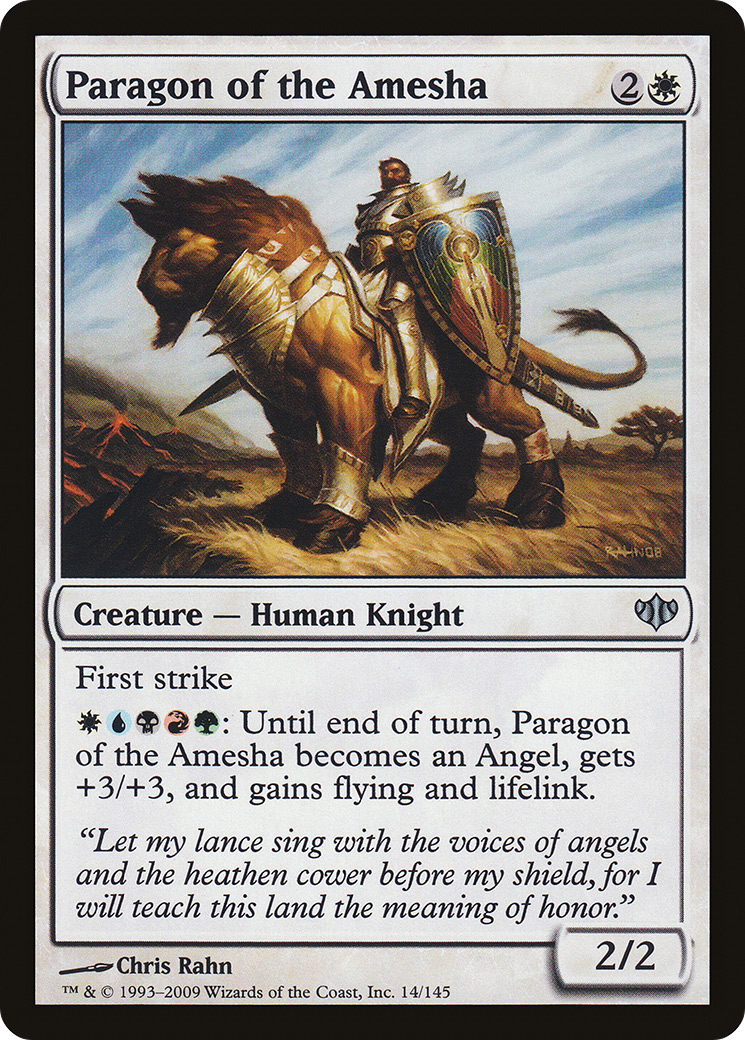 Paragon of the Amesha 2
RAHN08
Creature — Human Knight
First strike
: Until end of turn, Paragon
of the Amesha becomes an Angel, gets
+3/+3, and gains flying and lifelink.
“Let my lance sing with the voices of angels
and the heathen cower before my shield, for I
will teach this land the meaning of honor.”
2/2
Chris Rahn
™ & © 1993–2009 Wizards of the Coast, Inc. 14/145